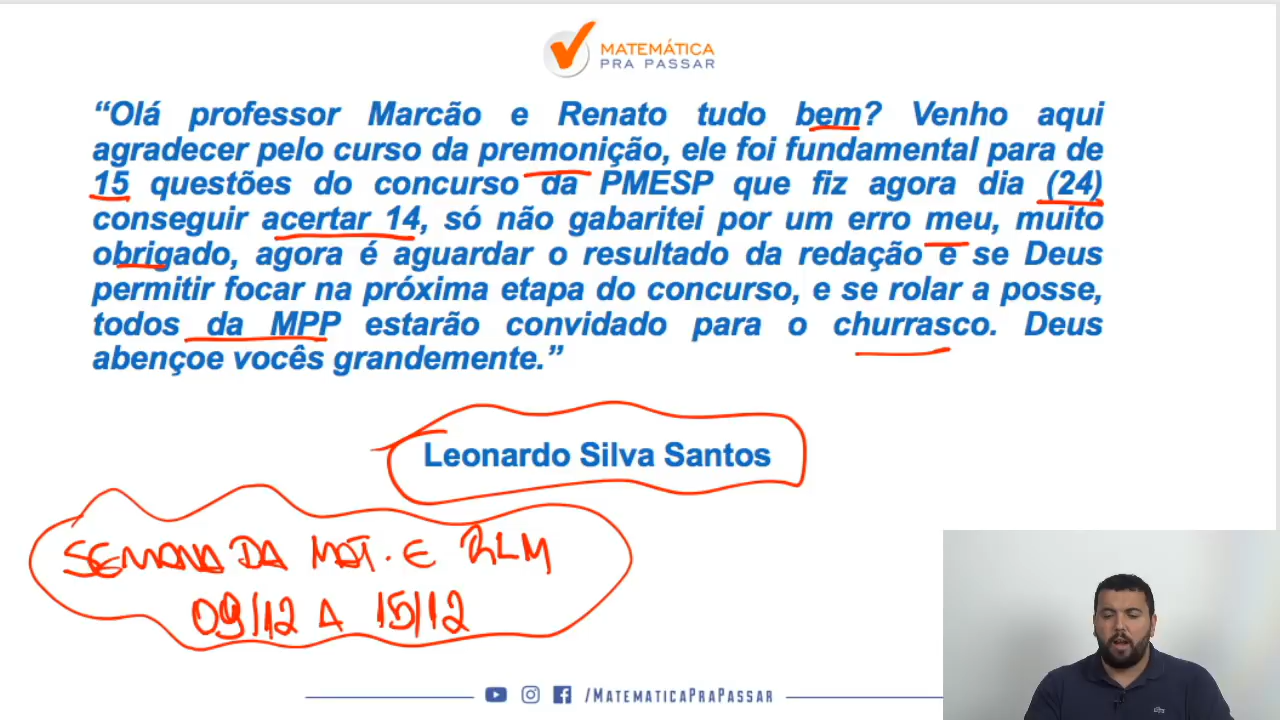 MATEMÁTICA
PRA PASSAR
“Olá professor Marcão e Renato tudo bem? Venho aqui
agradecer pelo curso da premonição, ele foi fundamental para de
15 questões do concurso da PMESP que fiz agora dia (24)
conseguir acertar 14, só não gabaritei por um erro meu, muito
obrigado, agora é aguardar o resultado da redação e se Deus
permitir focar na próxima etapa do concurso, e se rolar a posse,
todos da MPP estarão convidado para o churrasco. Deus
abençoe vocês grandemente.”
Leonardo Silva Santos
SEMANA DA MAT. E RLM
09/12 A 15/12
/MATEMATICAPRAPASSAR